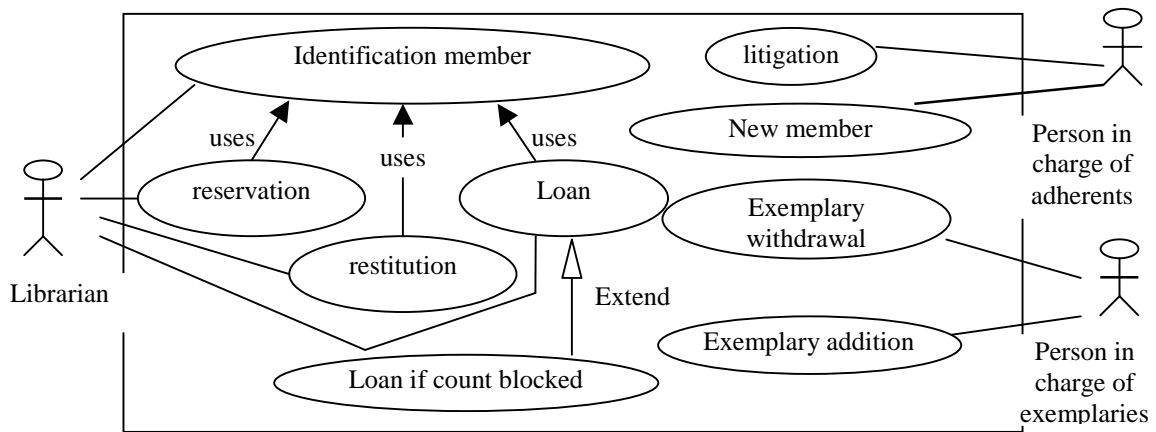 Identification member
litigation
New member
uses
uses
uses
Person in
charge of
adherents
reservation
Loan
Exemplary
withdrawal
restitution
Librarian
Extend
Exemplary addition
Loan if count blocked
Person in
charge of
exemplaries